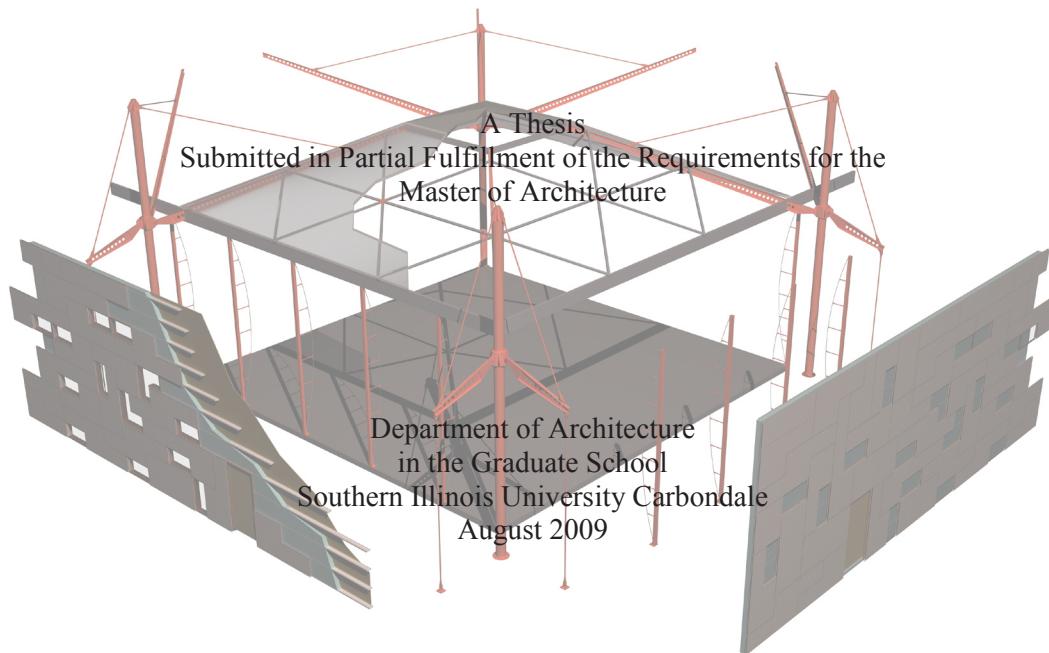 A Thesis
Submitted in Partial Fulfillment of the Requirements for the
Master of Architecture
Department of Architecture
in the Graduate School
Southern Illinois University Carbondale
August 2009